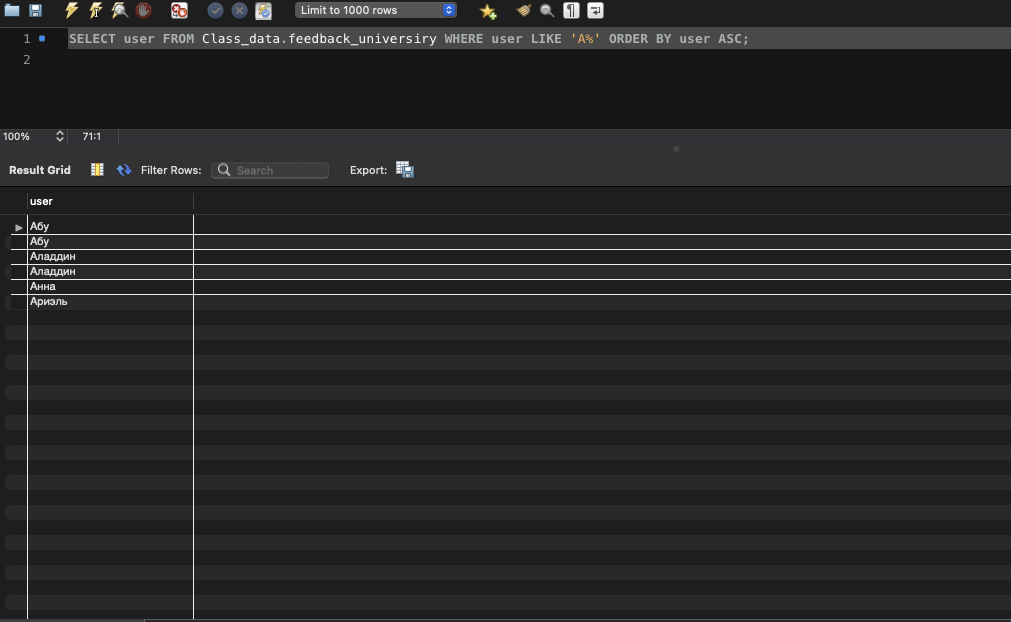 Limit to 1000 rows
1 SELECT user FROM Class_data.feedback_universiry WHERE user LIKE 'А%' ORDER BY user ASC;
2
100% 71:1
Result Grid Filter Rows: Search Export:
user
Абу
Абу
Аладдин
Аладдин
Анна
Ариэль